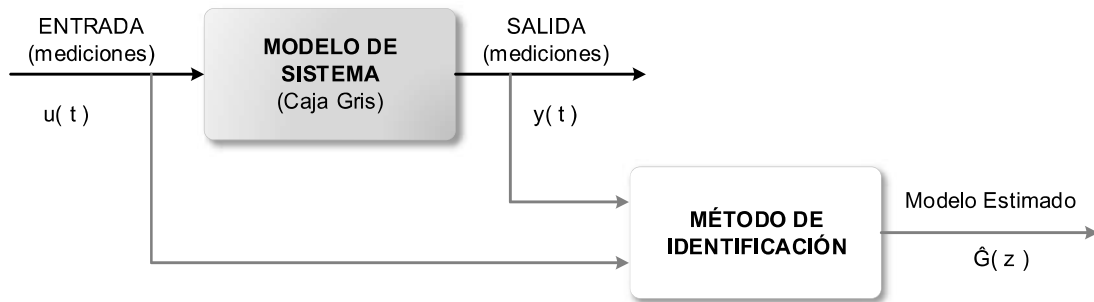 ENTRADA
(mediciones)
u( t )
MODELO DE
SISTEMA
(Caja Gris)
SALIDA
(mediciones)
y( t )
MÉTODO DE
IDENTIFICACIÓN
Modelo Estimado
Ĝ( z )